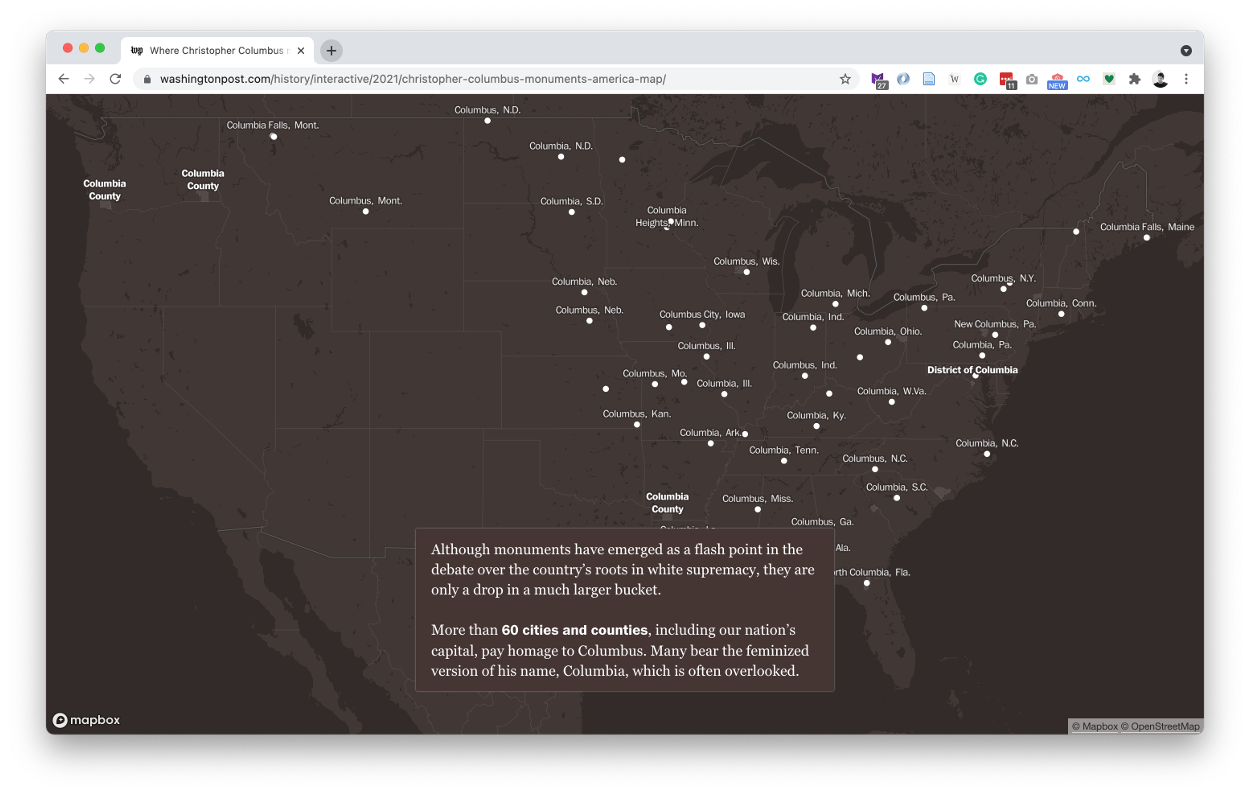 Where Christopher Columbus
washingtonpost.com/history/interactive/2021/christopher-columbus-monuments-america-map/
27
W
11
NEW
Columbus, N.D.
Columbia Falls, Mont.
Columbia, N.D.
Columbia
County
Columbia
County
Columbus, Mont.
Columbia, S.D.
Columbia
Heights, Minn.
Columbia Falls, Maine
Columbus, Wis.
Columbus, N.Y.
Columbia, Neb.
Columbia, Mich.
Columbus, Pa.
Columbia, Conn.
Columbus, Neb.
Columbus City, Iowa
Columbia, Ind.
New Columbus, Pa.
Columbia, Ohio.
Columbus, Ill.
Columbia, Pa.
Columbus, Ind.
District of Columbia
Columbus, Mo.
Columbia, Ill.
Columbia, W.Va.
Columbus, Kan.
Columbia, Ky.
Columbia, Ark.
Columbia, N.C.
Columbia, Tenn.
Columbus, N.C.
Columbia, S.C.
Columbia
County
Columbus, Miss.
Columbus, Ga.
Ala.
rth Columbia, Fla.
Although monuments have emerged as a flash point in the
debate over the country’s roots in white supremacy, they are
only a drop in a much larger bucket.
More than 60 cities and counties, including our nation’s
capital, pay homage to Columbus. Many bear the feminized
version of his name, Columbia, which is often overlooked.
mapbox
© Mapbox © OpenStreetMap